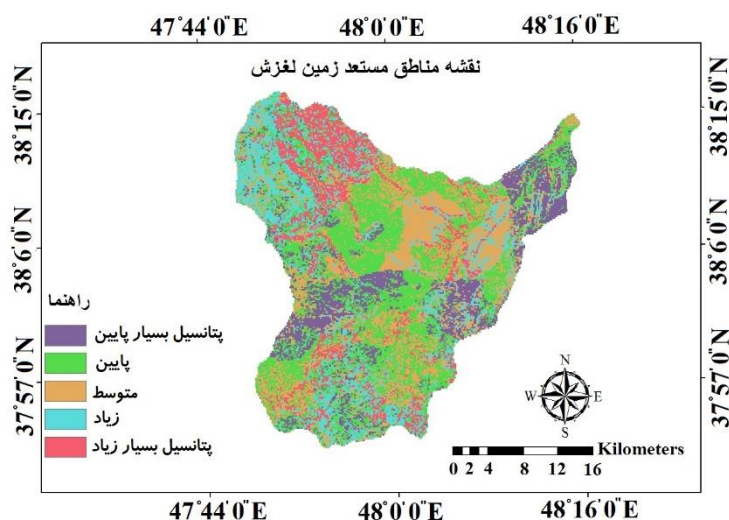 47°44'0"E 48°0'0"E 48°16'0"E
نقشه مناطق مستعد زمین لغزش
38°15'0"N 38°15'0"N
38°6'0"N 38°6'0"N
راهنما
پتانسیل بسیار پایین
پایین
متوسط
زیاد
پتانسیل بسیار زیاد
37°57'0"N 37°57'0"N
N
W E
S
Kilometers
0 2 4 8 12 16
47°44'0"E 48°0'0"E 48°16'0"E